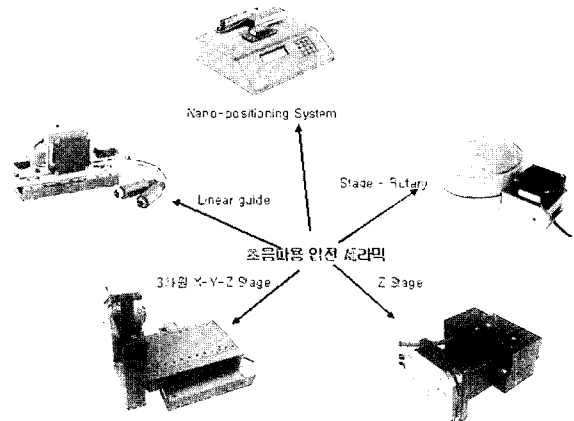 Nano-positioning System
Stage - Rotary
Linear guide
초음파용 압전 세라믹
3차원 X-Y-Z Stage
Z Stage